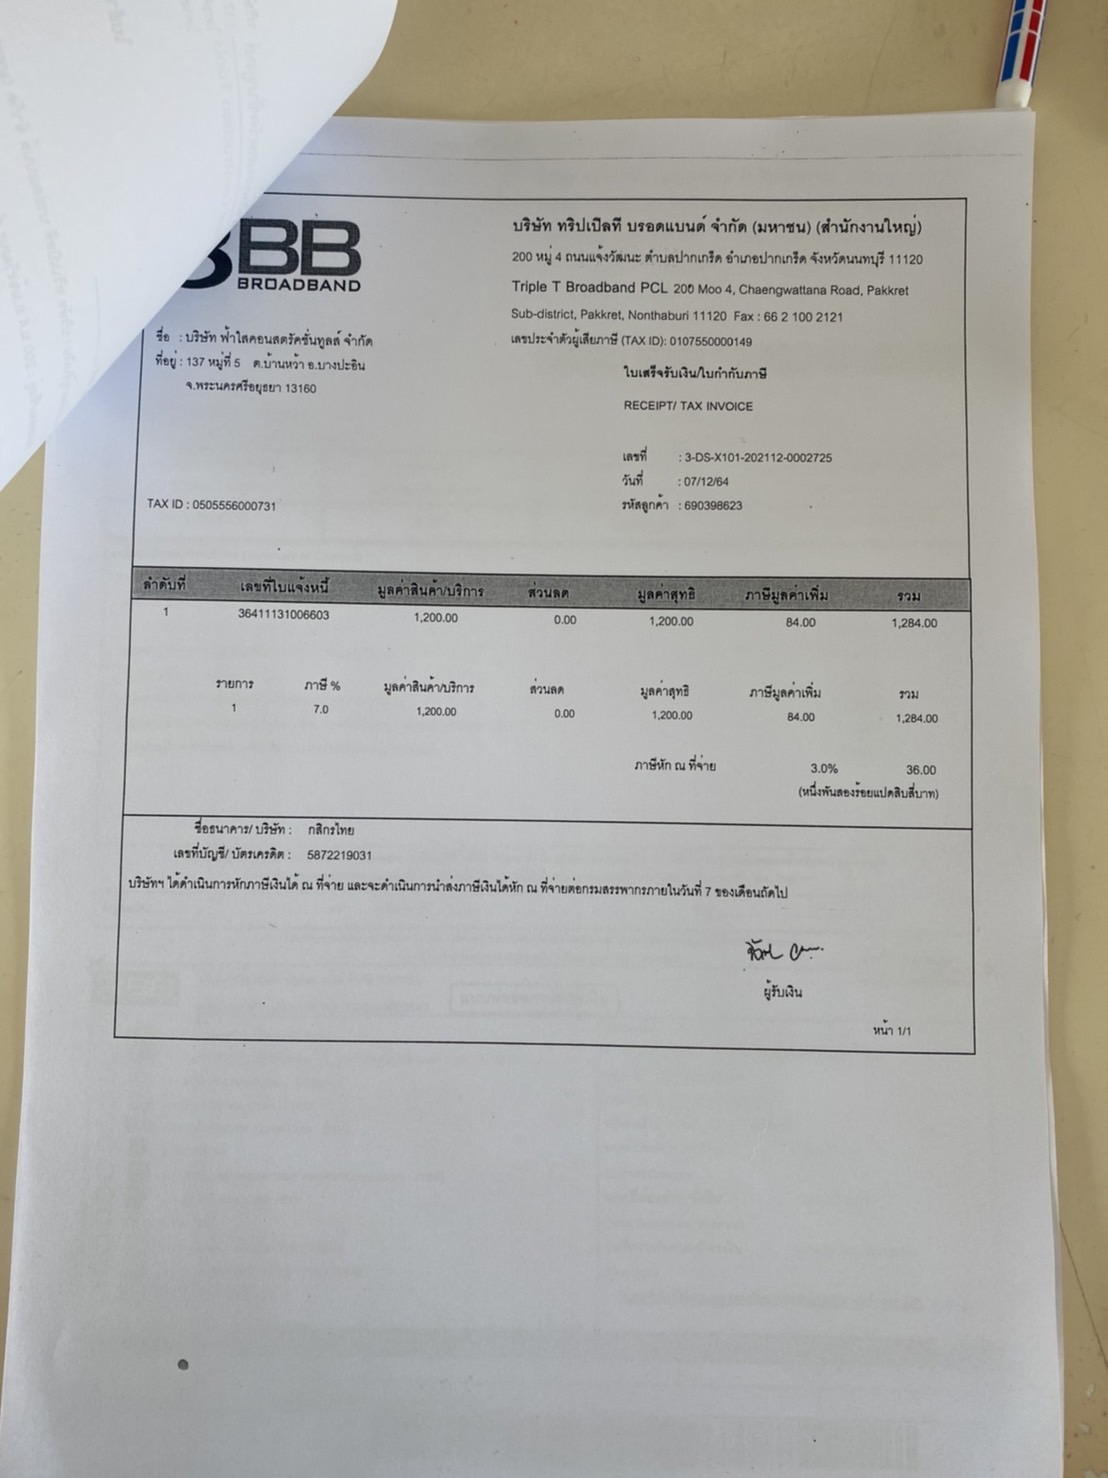 BB
BROADBAND
บริษัท ทริปเปิลที บรอดแบนด์ จำกัด (มหาชน) (สำนักงานใหญ่)
200 หมู่ 4 ถนนแจ้งวัฒนะ ตำบลปากเกร็ด อำเภอปากเกร็ด จังหวัดนนทบุรี 11120
Triple T Broadband PCL 200 Moo 4, Chaengwattana Road, Pakkret
Sub-district, Pakkret, Nonthaburi 11120 Fax : 66 2 100 2121
เลขประจำตัวผู้เสียภาษี (TAX ID): 0107550000149
ชื่อ : บริษัท ฟ้าใสคอนสตรัคชั่นทูลส์ จำกัด
ที่อยู่ : 137 หมู่ที่ 5 ต.บ้านหว้า อ.บางปะอิน
จ.พระนครศรีอยุธยา 13160
ใบเสร็จรับเงิน/ใบกำกับภาษี
RECEIPT/ TAX INVOICE
เลขที่ : 3-DS-X101-202112-0002725
วันที่ : 07/12/64
รหัสลูกค้า : 690398623
TAX ID : 0505556000731
ลำดับที่ เลขที่ใบแจ้งหนี้ มูลค่าสินค้า/บริการ ส่วนลด มูลค่าสุทธิ ภาษีมูลค่าเพิ่ม รวม
1 36411131006603 1,200.00 0.00 1,200.00 84.00 1,284.00
รายการ ภาษี % มูลค่าสินค้า/บริการ ส่วนลด มูลค่าสุทธิ ภาษีมูลค่าเพิ่ม รวม
1 7.0 1,200.00 0.00 1,200.00 84.00 1,284.00
ภาษีหัก ณ ที่จ่าย 3.0% 36.00
(หนึ่งพันสองร้อยแปดสิบสี่บาท)
ชื่อธนาคาร/ บริษัท : กสิกรไทย
เลขที่บัญชี/ บัตรเครดิต : 5872219031
บริษัทฯ ได้ดำเนินการหักภาษีเงินได้ ณ ที่จ่าย และจะดำเนินการนำส่งภาษีเงินได้หัก ณ ที่จ่ายต่อกรมสรรพากรภายในวันที่ 7 ของเดือนถัดไป
ผู้รับเงิน
หน้า 1/1